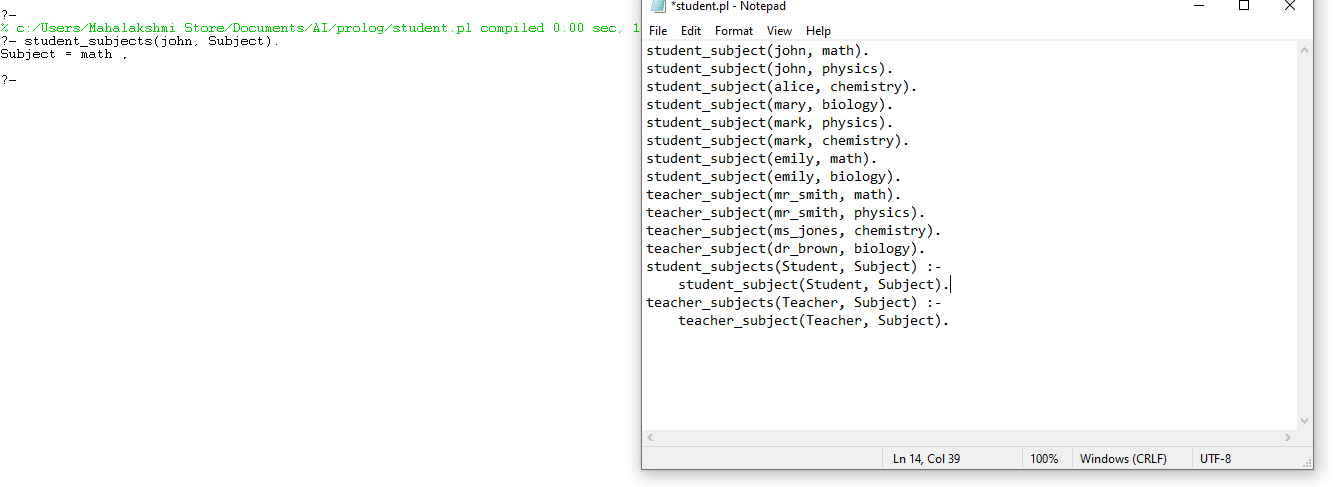 ?-
% c:/Users/Mahalakshmi Store/Documents/AI/prolog/student.pl compiled 0.00 sec, 1
?- student_subjects(john, Subject).
Subject = math ,
?-
*student.pl - Notepad
File Edit Format View Help
student_subject(john, math).
student_subject(john, physics).
student_subject(alice, chemistry).
student_subject(mary, biology).
student_subject(mark, physics).
student_subject(mark, chemistry).
student_subject(emily, math).
student_subject(emily, biology).
teacher_subject(mr_smith, math).
teacher_subject(mr_smith, physics).
teacher_subject(ms_jones, chemistry).
teacher_subject(dr_brown, biology).
student_subjects(Student, Subject) :-
    student_subject(Student, Subject).
teacher_subjects(Teacher, Subject) :-
    teacher_subject(Teacher, Subject).
Ln 14, Col 39 100% Windows (CRLF) UTF-8